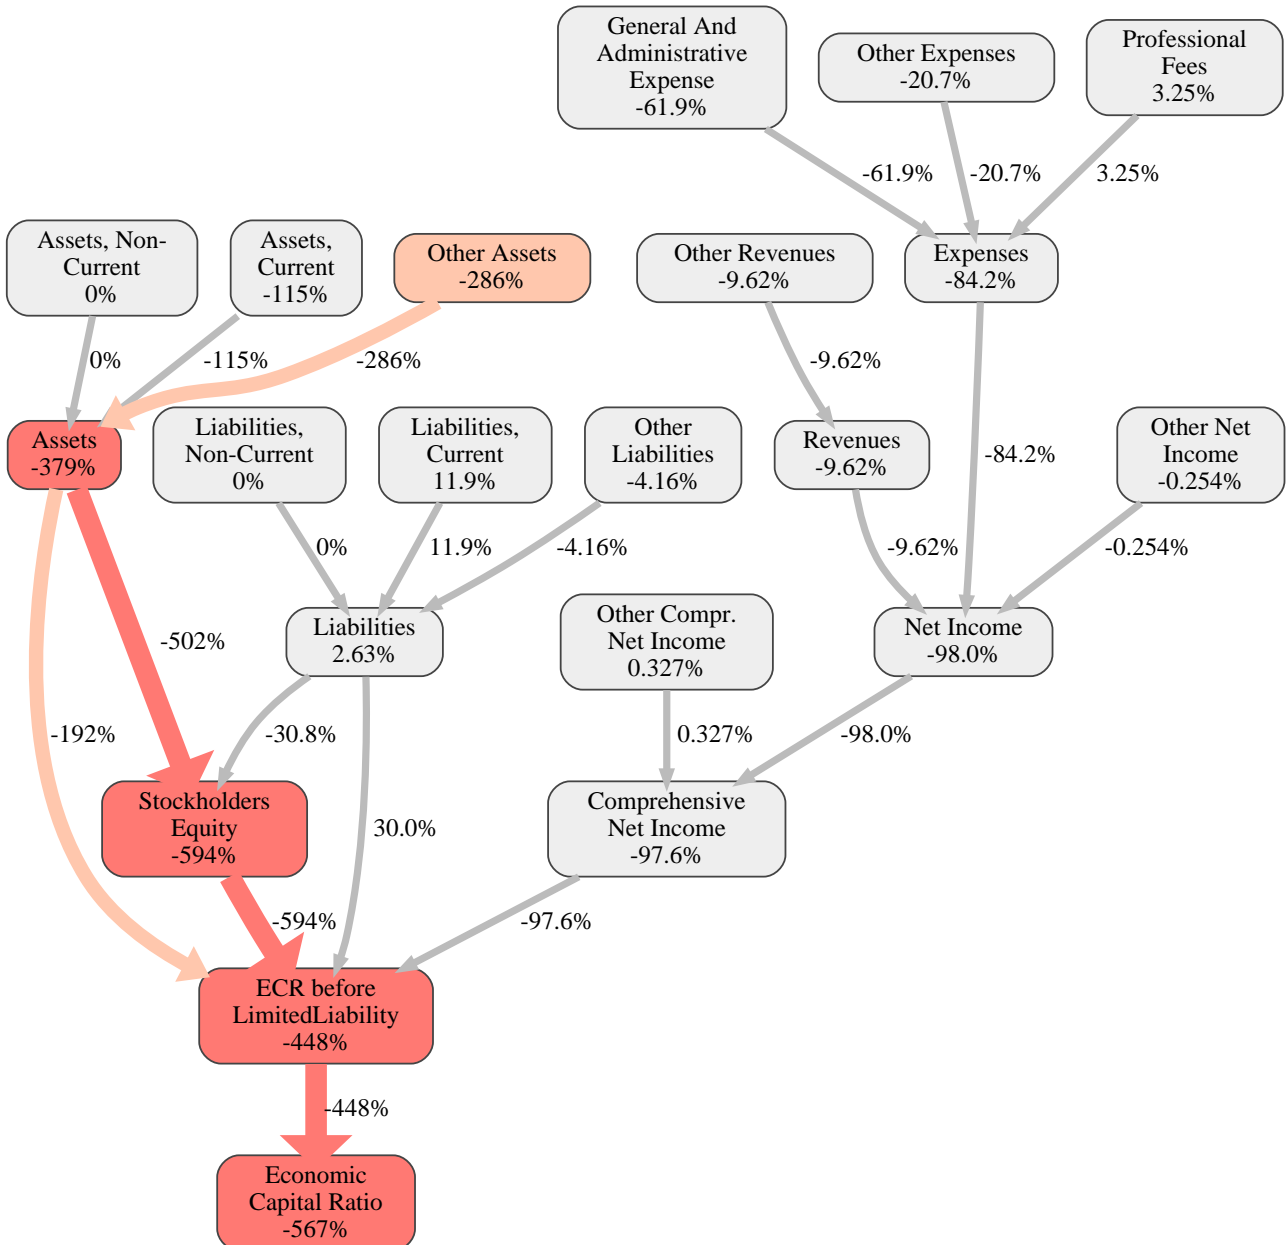 General And
Administrative
Expense
-61.9%
Other Expenses
-20.7%
Professional
Fees
3.25%
-61.9%
-20.7%
3.25%
Assets, Non-
Current
0%
Assets,
Current
-115%
Other Assets
-286%
Other Revenues
-9.62%
Expenses
-84.2%
0%
-115%
-286%
-9.62%
Assets
-379%
Liabilities,
Non-Current
0%
Liabilities,
Current
11.9%
Other
Liabilities
-4.16%
Revenues
-9.62%
-84.2%
Other Net
Income
-0.254%
0%
11.9%
-4.16%
-9.62%
-0.254%
-502%
Liabilities
2.63%
Other Compr.
Net Income
0.327%
Net Income
-98.0%
-192%
-30.8%
0.327%
-98.0%
Stockholders
Equity
-594%
30.0%
Comprehensive
Net Income
-97.6%
-594%
-97.6%
ECR before
LimitedLiability
-448%
-448%
Economic
Capital Ratio
-567%